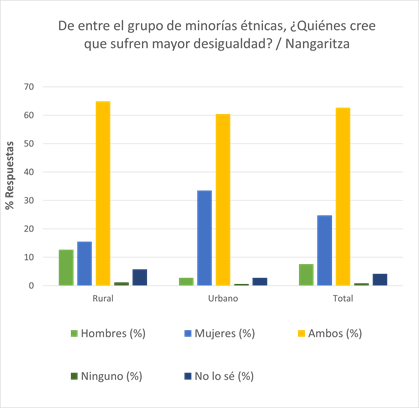 De entre el grupo de minorías étnicas, ¿Quiénes cree
que sufren mayor desigualdad? / Nangaritza
% Respuestas
70
60
50
40
30
20
10
0
Rural Urbano Total
Hombres (%) Mujeres (%) Ambos (%)
Ninguno (%) No lo sé (%)